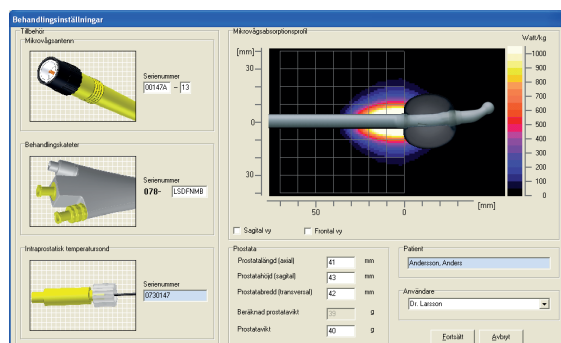 Behandlingsinställningar
Tillbehör
Mikrovågsantenn
Serienummer
00147A - 13
Behandlingskateter
Serienummer
078- LSDFNMB
Intraprostatisk temperatursond
Serienummer
0730147
Mikrovågsabsorptionsprofil
Watt/kg
[mm]
30
0
30
50 0 [mm]
1000
900
800
700
600
500
400
300
200
100
0
Sagital vy Frontal vy
Prostata
Prostatalängd (axial) 41 mm
Prostatahöjd (sagital) 43 mm
Prostatabredd (transversal) 42 mm
Beräknad prostatavikt 39 g
Prostatavikt 40 g
Patient
Andersson, Anders
Användare
Dr. Larsson
Fortsätt Avbryt